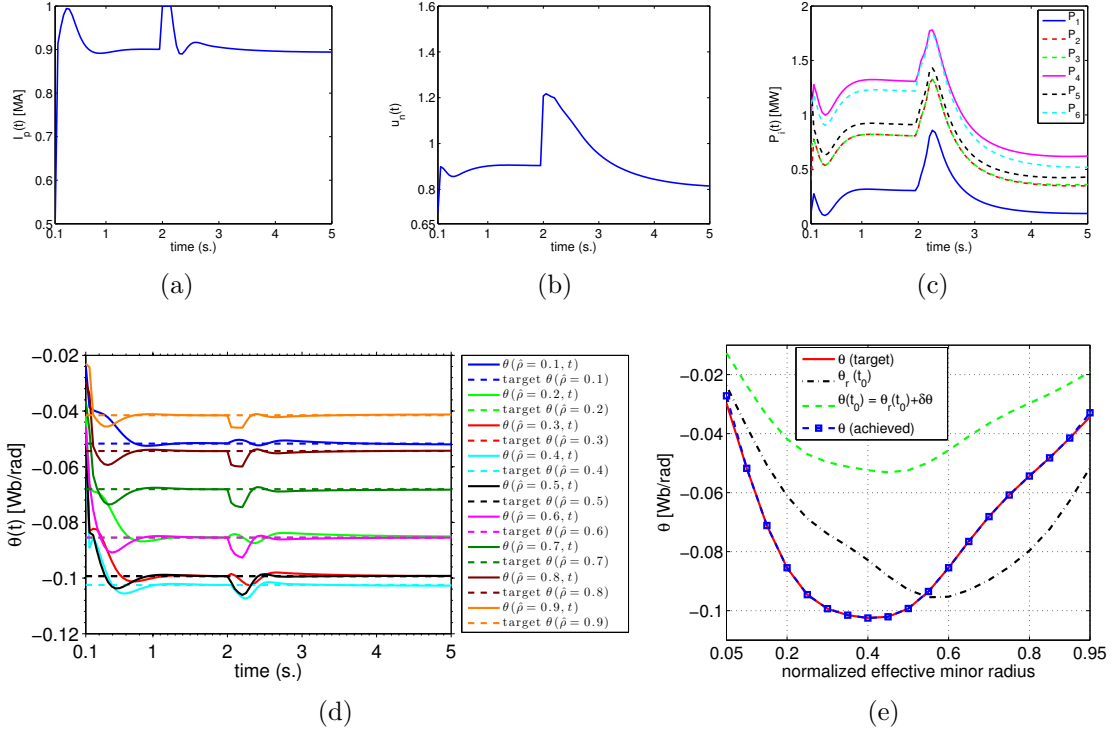 1
0.9
0.8
0.7
0.6
0.5
0.1 1 2 3 4 5
I_p(t) [MA]
time (s.)
(a)
1.6
1.4
1.2
1
0.8
0.65
0.1 1 2 3 4 5
u_n(t)
time (s.)
(b)
2
1.5
1
0.5
0
0.1 1 2 3 4 5
P_i(t) [MW]
time (s.)
P_1
P_2
P_3
P_4
P_5
P_6
(c)
−0.02
−0.04
−0.06
−0.08
−0.1
−0.12
0.1 1 2 3 4 5
θ(t) [Wb/rad]
time (s.)
θ(ρ̂ = 0.1, t)
target θ(ρ̂ = 0.1)
θ(ρ̂ = 0.2, t)
target θ(ρ̂ = 0.2)
θ(ρ̂ = 0.3, t)
target θ(ρ̂ = 0.3)
θ(ρ̂ = 0.4, t)
target θ(ρ̂ = 0.4)
θ(ρ̂ = 0.5, t)
target θ(ρ̂ = 0.5)
θ(ρ̂ = 0.6, t)
target θ(ρ̂ = 0.6)
θ(ρ̂ = 0.7, t)
target θ(ρ̂ = 0.7)
θ(ρ̂ = 0.8, t)
target θ(ρ̂ = 0.8)
θ(ρ̂ = 0.9, t)
target θ(ρ̂ = 0.9)
(d)
−0.02
−0.04
−0.06
−0.08
−0.1
0.05 0.2 0.4 0.6 0.8 0.95
θ [Wb/rad]
normalized effective minor radius
θ (target)
θ_r (t_0)
θ(t_0) = θ_r(t_0)+δθ
θ (achieved)
(e)